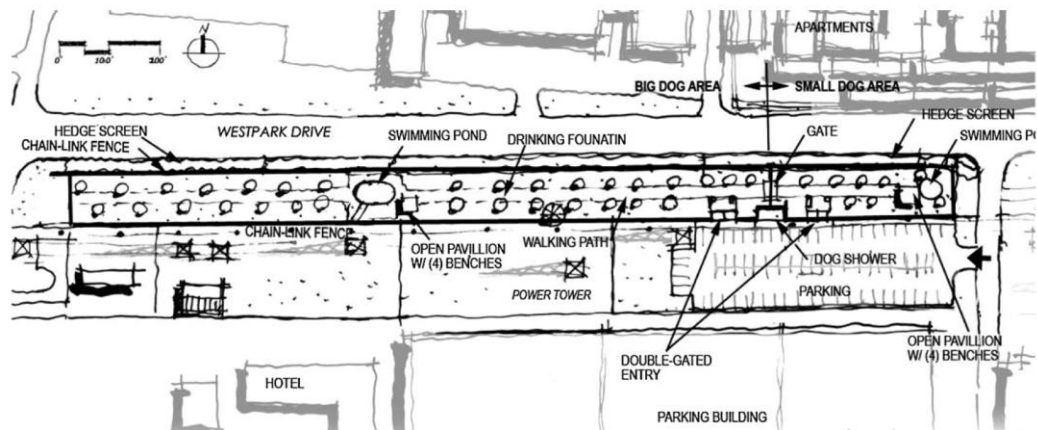 APARTMENTS
N
0' 100' 200'
BIG DOG AREA
SMALL DOG AREA
HEDGE SCREEN
CHAIN-LINK FENCE
WESTPARK DRIVE
SWIMMING POND
DRINKING FOUNATIN
GATE
HEDGE SCREEN
SWIMMING PO
CHAIN-LINK FENCE
OPEN PAVILLION
W/ (4) BENCHES
WALKING PATH
DOG SHOWER
POWER TOWER
PARKING
DOUBLE-GATED
ENTRY
OPEN PAVILLION
W/ (4) BENCHES
HOTEL
PARKING BUILDING